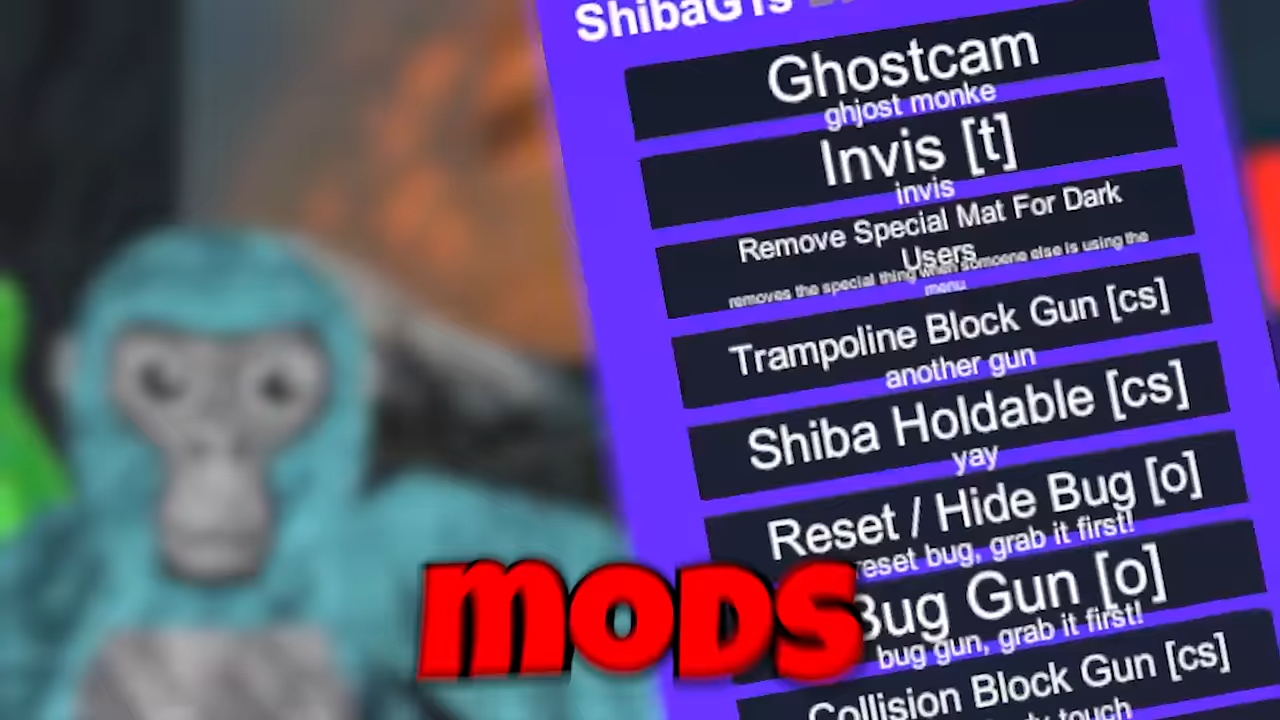 ShibaGTs
Ghostcam
ghjost monke
Invis [t]
invis
Remove Special Mat For Dark
Users
removes the special thing when somoene else is using the
menu
Trampoline Block Gun [cs]
another gun
Shiba Holdable [cs]
yay
Reset / Hide Bug [o]
reset bug, grab it first!
Bug Gun [o]
bug gun, grab it first!
MODS
Collision Block Gun [cs]
touch